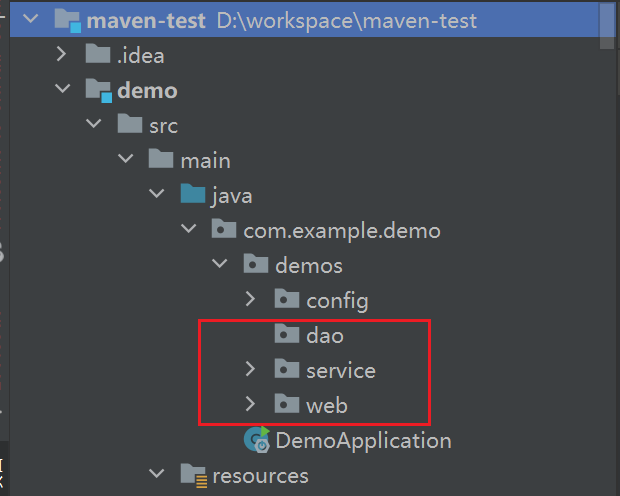 maven-test D:\workspace\maven-test
.idea
demo
src
main
java
com.example.demo
demos
config
dao
service
web
DemoApplication
resources